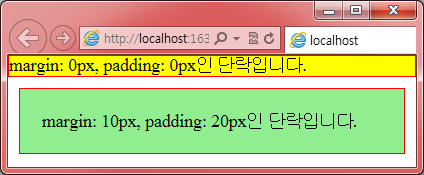 http://localhost:163
localhost
margin: 0px, padding: 0px인 단락입니다.
margin: 10px, padding: 20px인 단락입니다.